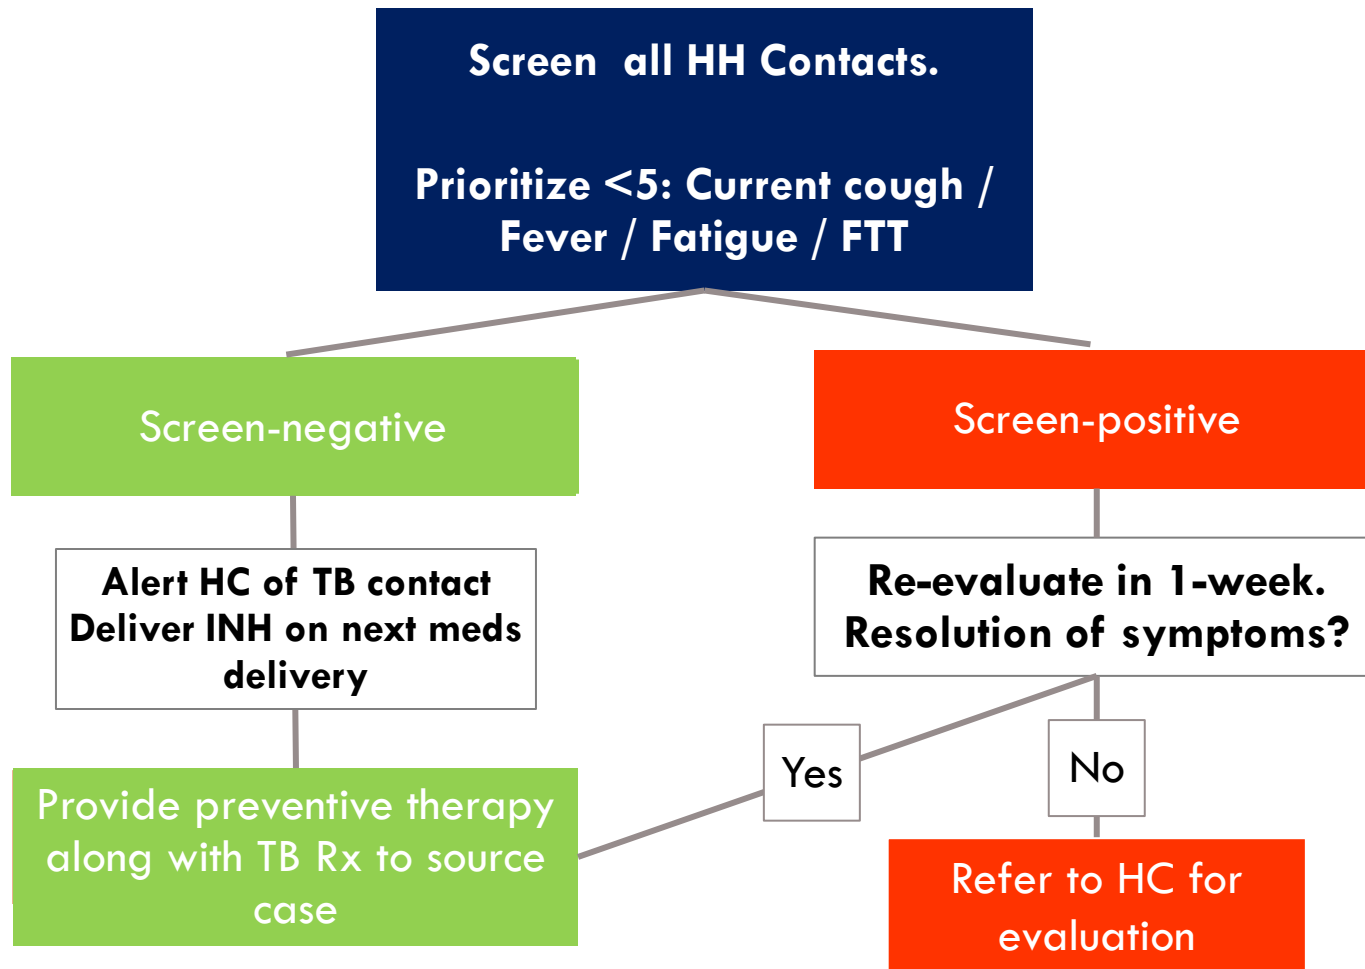 Screen all HH Contacts.
Prioritize <5: Current cough /
Fever / Fatigue / FTT
Screen-negative
Screen-positive
Alert HC of TB contact
Deliver INH on next meds
delivery
Re-evaluate in 1-week.
Resolution of symptoms?
Yes
No
Provide preventive therapy
along with TB Rx to source
case
Refer to HC for
evaluation